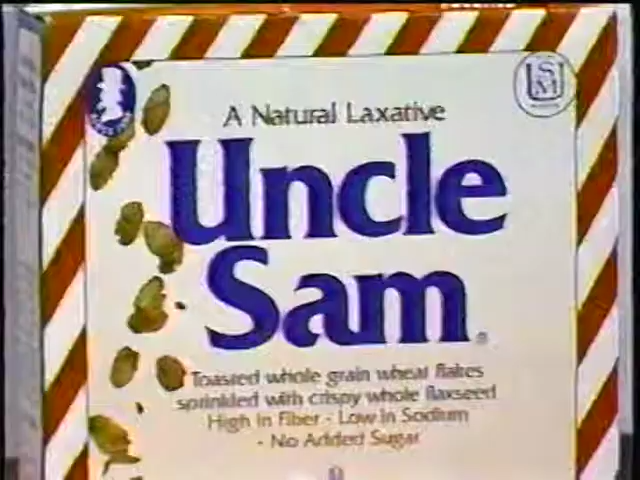 A Natural Laxative
Uncle
Sam
Toasted whole grain wheat flakes
sprinkled with crispy whole flaxseed
High in Fiber - Low in Sodium
- No Added Sugar